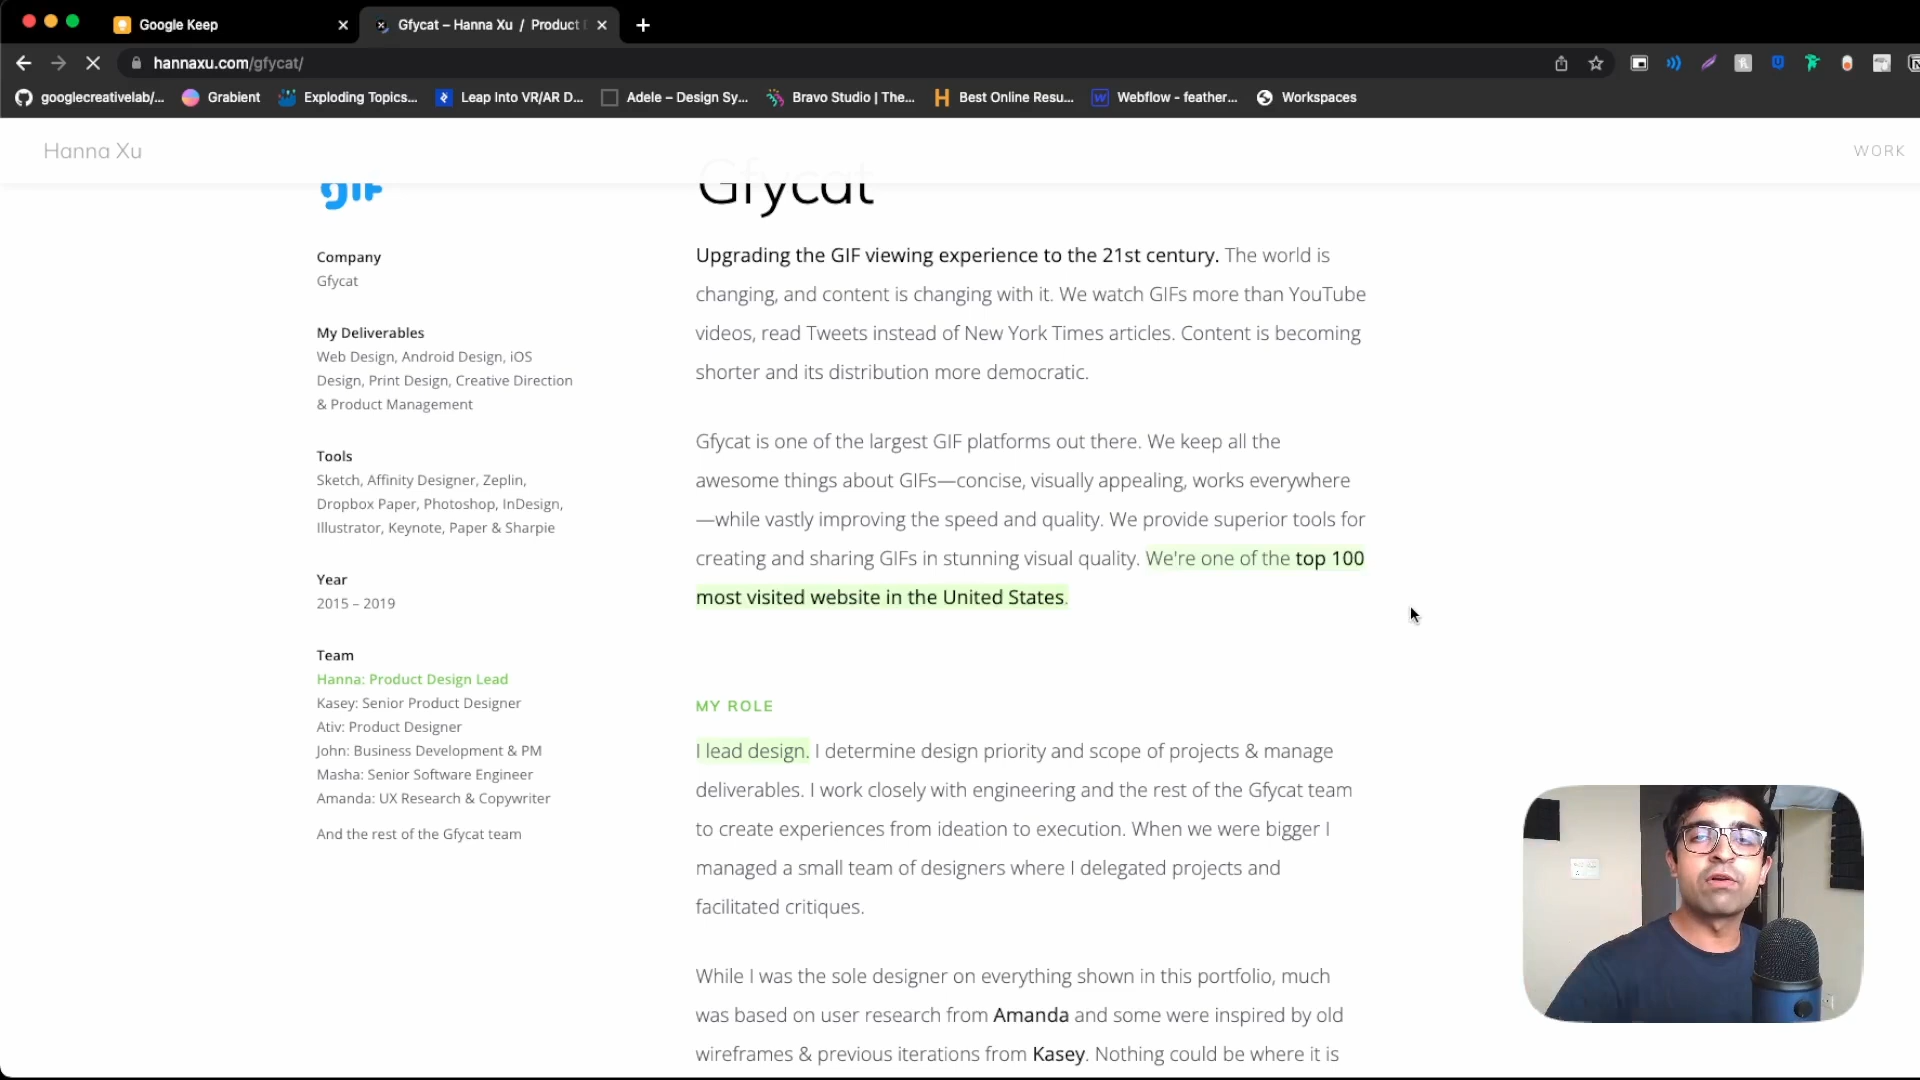 Google Keep
Gfycat – Hanna Xu / Product
hannaxu.com/gfycat/
googlecreativelab/...
Grabient
Exploding Topics...
Leap Into VR/AR D...
Adele – Design Sy...
Bravo Studio | The...
Best Online Resu...
Webflow - feather...
Workspaces
Hanna Xu
WORK
gif
Company
Gfycat
My Deliverables
Web Design, Android Design, iOS
Design, Print Design, Creative Direction
& Product Management
Tools
Sketch, Affinity Designer, Zeplin,
Dropbox Paper, Photoshop, InDesign,
Illustrator, Keynote, Paper & Sharpie
Year
2015 – 2019
Team
Hanna: Product Design Lead
Kasey: Senior Product Designer
Ativ: Product Designer
John: Business Development & PM
Masha: Senior Software Engineer
Amanda: UX Research & Copywriter
And the rest of the Gfycat team
Gfycat
Upgrading the GIF viewing experience to the 21st century. The world is
changing, and content is changing with it. We watch GIFs more than YouTube
videos, read Tweets instead of New York Times articles. Content is becoming
shorter and its distribution more democratic.
Gfycat is one of the largest GIF platforms out there. We keep all the
awesome things about GIFs—concise, visually appealing, works everywhere
—while vastly improving the speed and quality. We provide superior tools for
creating and sharing GIFs in stunning visual quality. We're one of the top 100
most visited website in the United States.
MY ROLE
I lead design. I determine design priority and scope of projects & manage
deliverables. I work closely with engineering and the rest of the Gfycat team
to create experiences from ideation to execution. When we were bigger I
managed a small team of designers where I delegated projects and
facilitated critiques.
While I was the sole designer on everything shown in this portfolio, much
was based on user research from Amanda and some were inspired by old
wireframes & previous iterations from Kasey. Nothing could be where it is